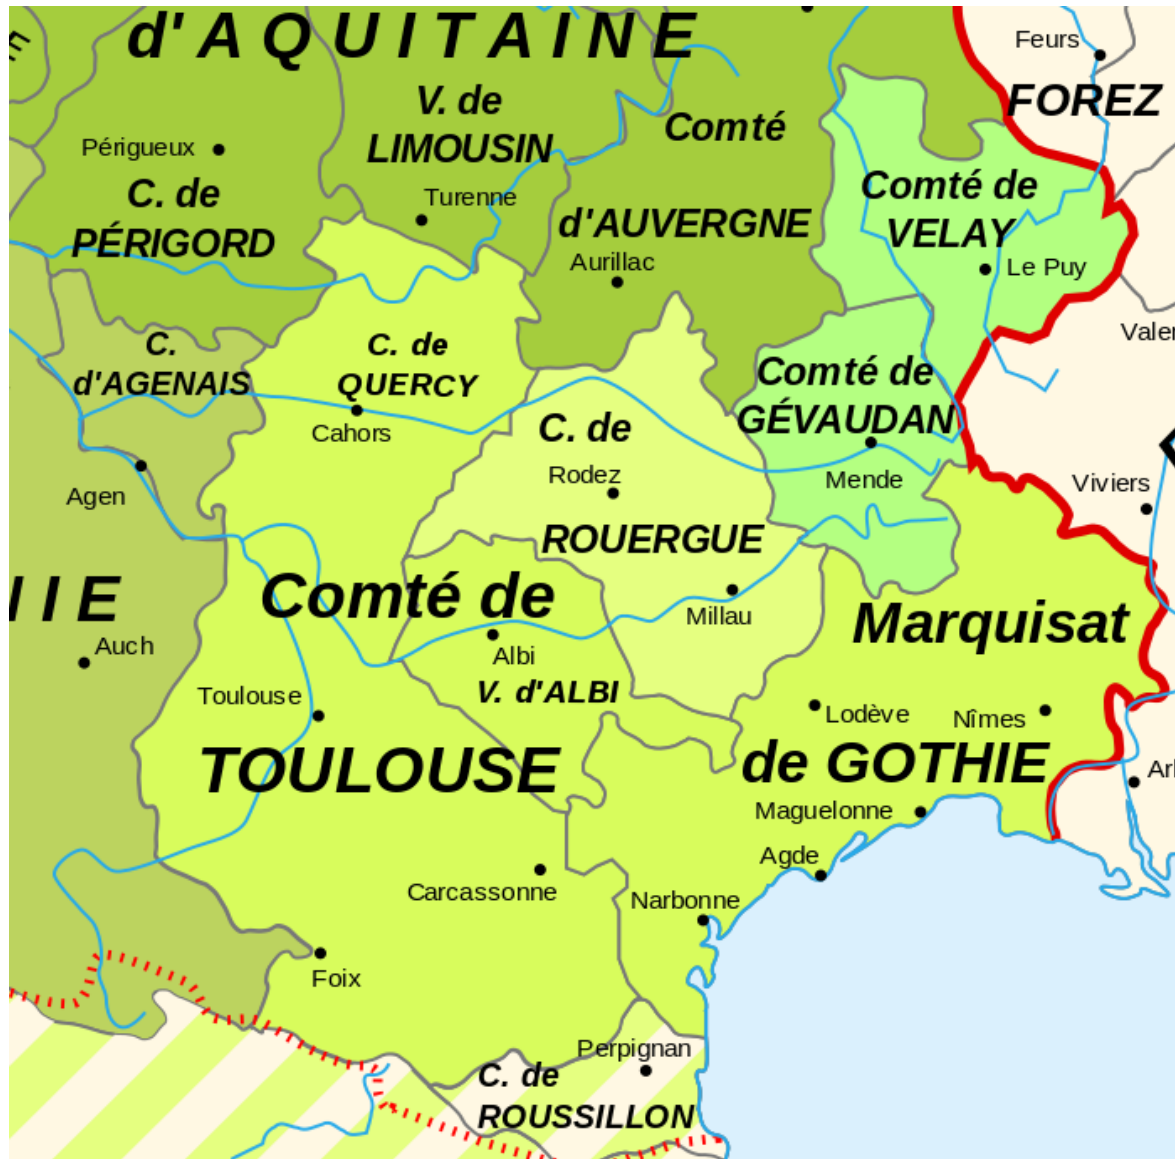 d'AQUITAINE
E
Feurs
FOREZ
V. de
LIMOUSIN
Comté
d'AUVERGNE
Périgueux
C. de
PÉRIGORD
Turenne
Aurillac
Comté de
VELAY
Le Puy
C.
d'AGENAIS
C. de
QUERCY
Cahors
Comté de
GÉVAUDAN
Mende
C. de
Rodez
ROUERGUE
Millau
Agen
Viviers
IE
Auch
Comté de
TOULOUSE
Toulouse
Albi
V. d'ALBI
Marquisat
de GOTHIE
Lodève
Nîmes
Maguelonne
Agde
Carcassonne
Narbonne
Foix
Perpignan
C. de
ROUSSILLON